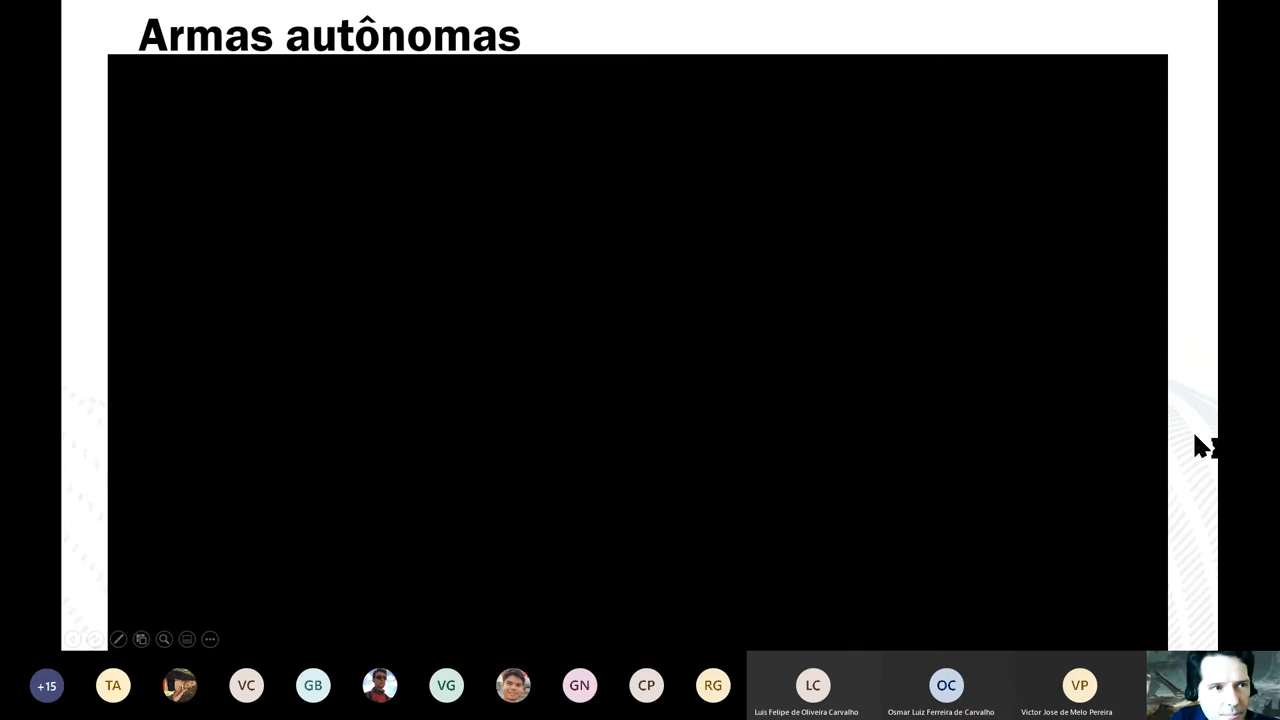 Armas autônomas
+15
TA
VC
GB
VG
GN
CP
RG
LC
OC
VP
Luis Felipe de Oliveira Carvalho
Osmar Luiz Ferreira de Carvalho
Victor Jose de Melo Pereira